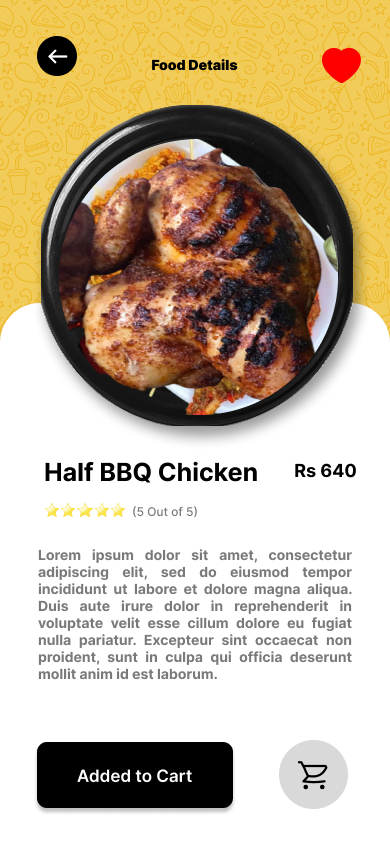 Food Details
Half BBQ Chicken
Rs 640
(5 Out of 5)
Lorem ipsum dolor sit amet, consectetur
adipiscing elit, sed do eiusmod tempor
incididunt ut labore et dolore magna aliqua.
Duis aute irure dolor in reprehenderit in
voluptate velit esse cillum dolore eu fugiat
nulla pariatur. Excepteur sint occaecat non
proident, sunt in culpa qui officia deserunt
mollit anim id est laborum.
Added to Cart